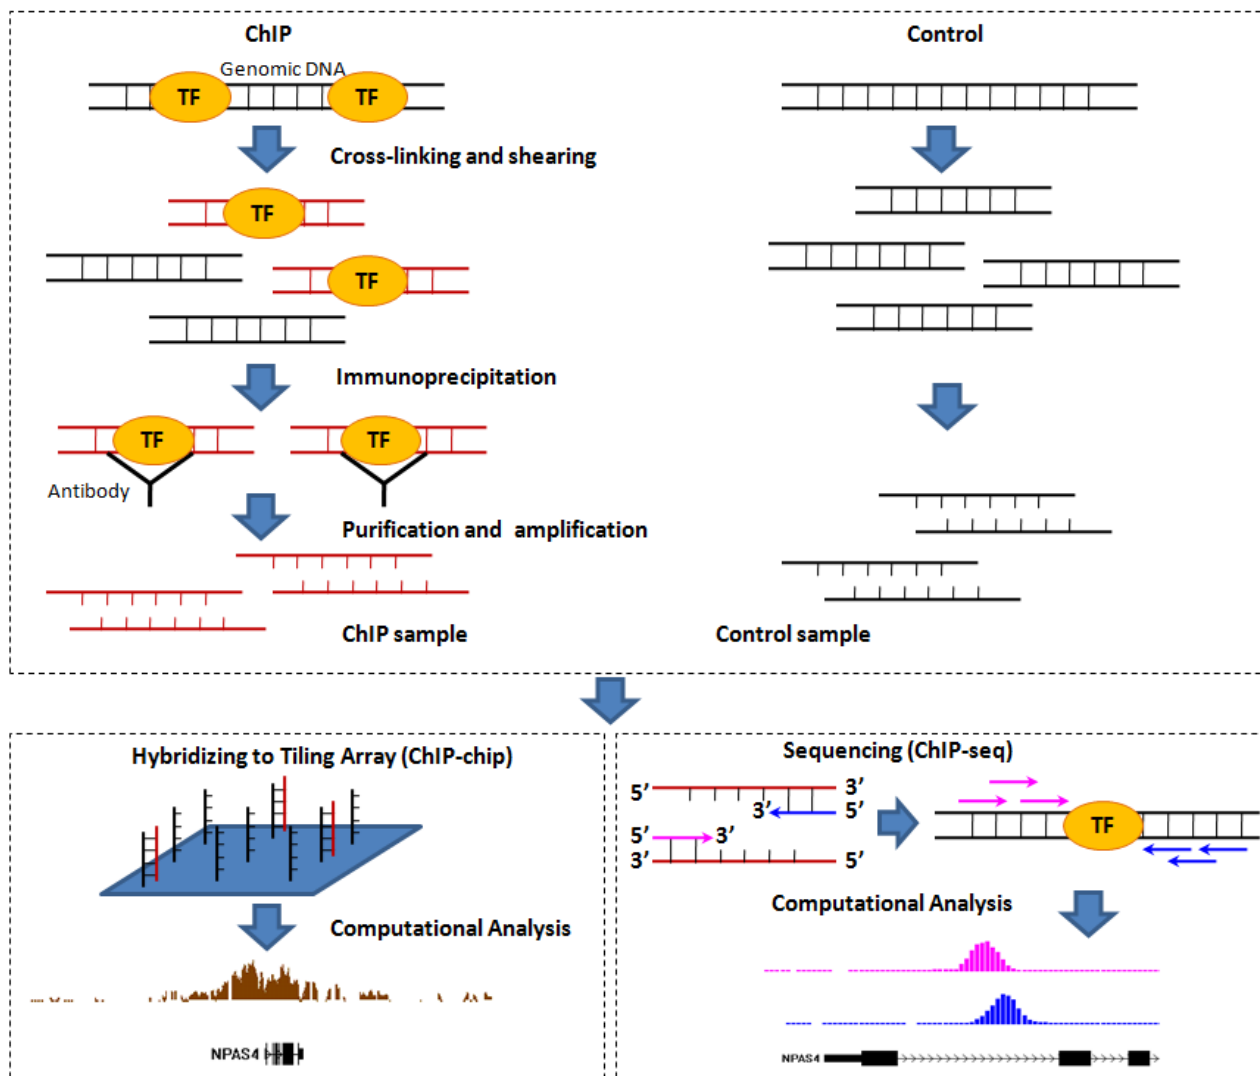 ChIP
Control
Genomic DNA
TF
TF
Cross-linking and shearing
TF
TF
Immunoprecipitation
TF
TF
Antibody
Purification and amplification
ChIP sample
Control sample
Hybridizing to Tiling Array (ChIP-chip)
Sequencing (ChIP-seq)
5’ 3’
3’ 5’
5’ 3’
3’ 5’
TF
Computational Analysis
Computational Analysis
NPAS4
NPAS4